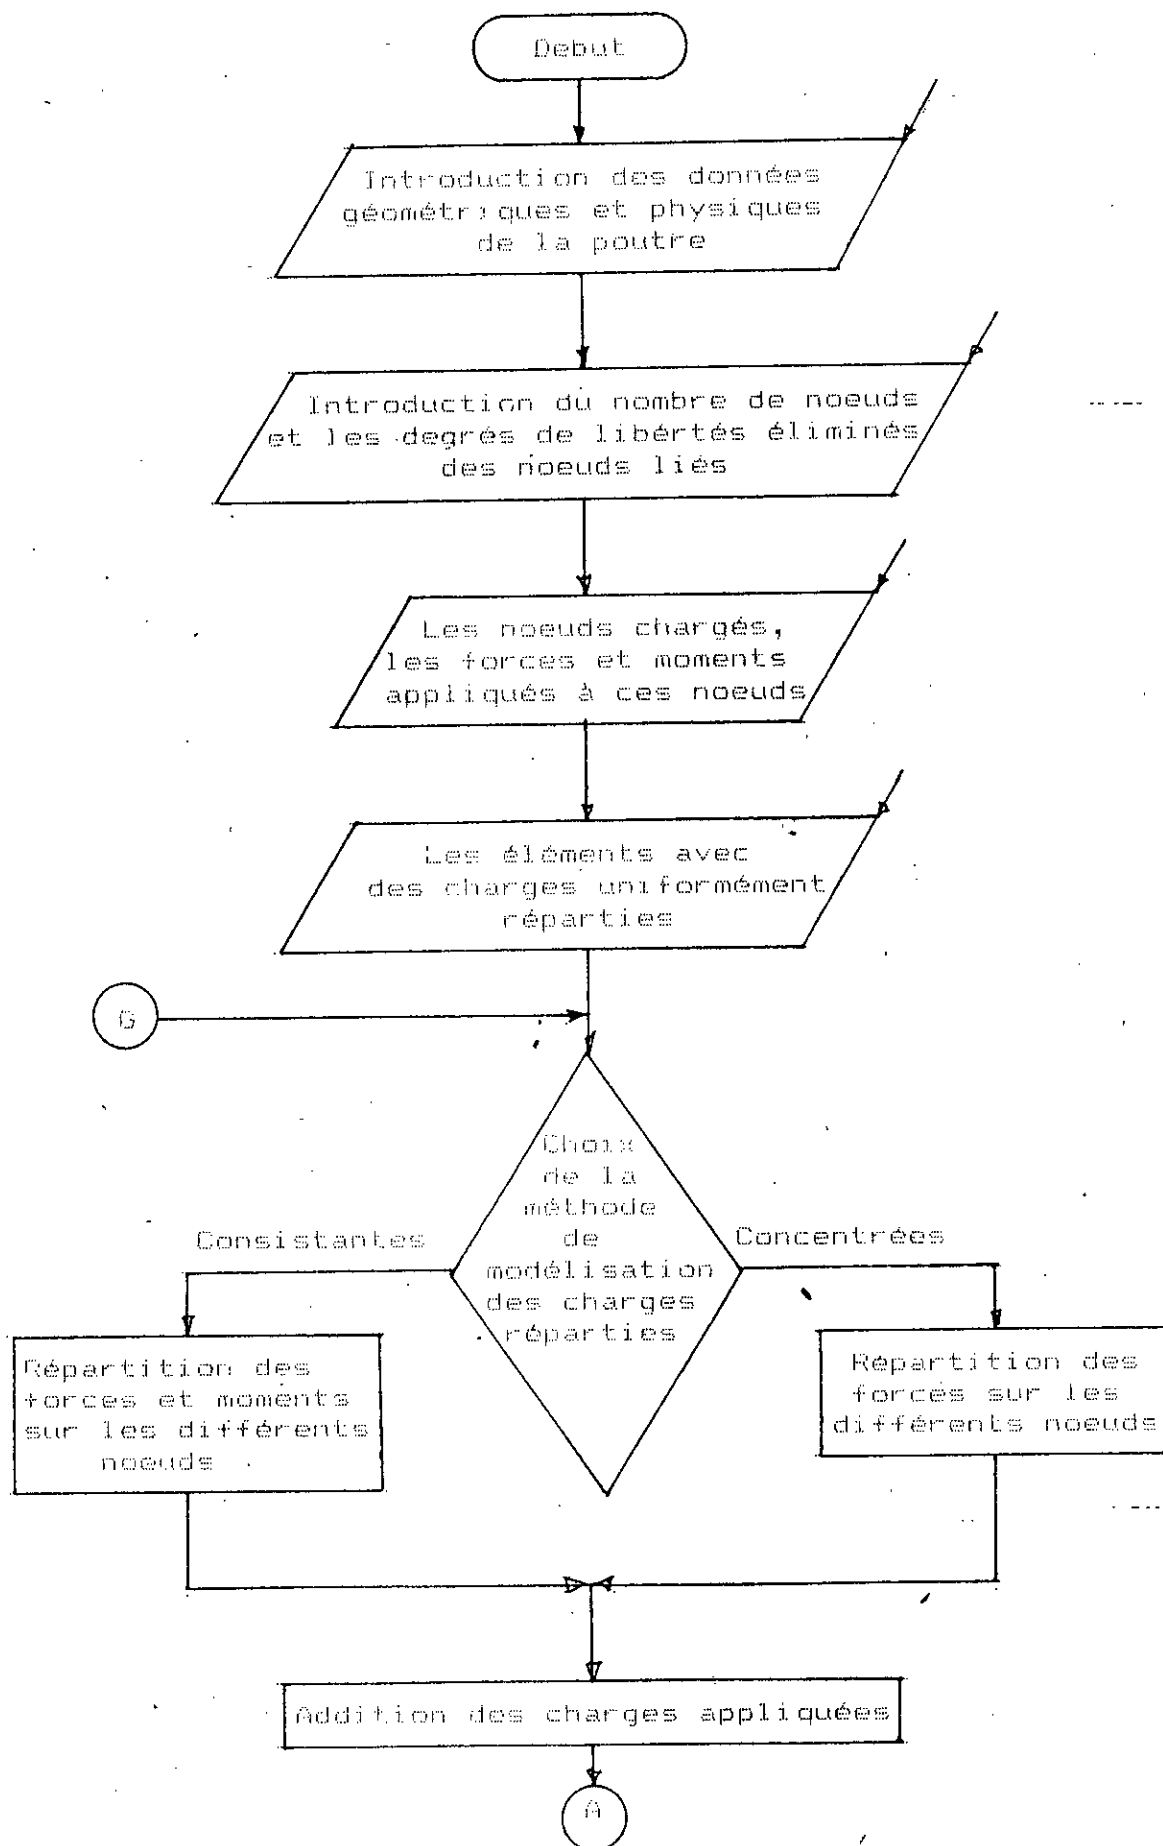 Debut
Introduction des données
géométriques et physiques
de la poutre
Introduction du nombre de noeuds
et les degrés de libértés éliminés
des noeuds liés
Les noeuds chargés,
les forces et moments
appliqués à ces noeuds
Les éléments avec
des charges uniformément
réparties
G
Choix
de la
méthode
de
modélisation
des charges
réparties
Consistantes
Concentrées
Répartition des
forces et moments
sur les différents
noeuds
Répartition des
forces sur les
différents noeuds
Addition des charges appliquées
A